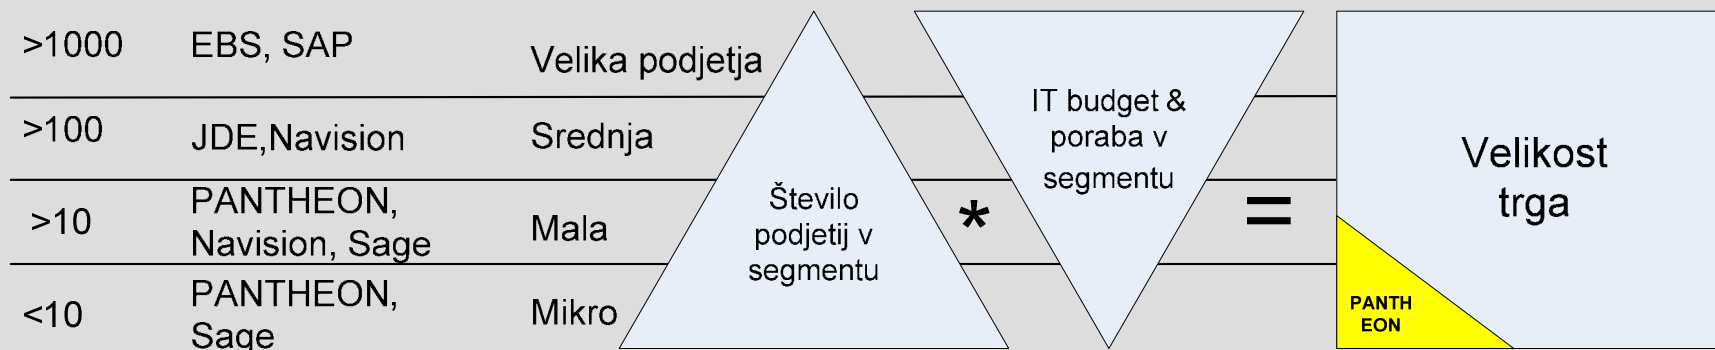 >1000 EBS, SAP Velika podjetja
>100 JDE,Navision Srednja
>10 PANTHEON,
Navision, Sage Mala
<10 PANTHEON,
Sage Mikro
Število
podjetij v
segmentu
*
IT budget &
poraba v
segmentu
=
Velikost
trga
PANTH
EON